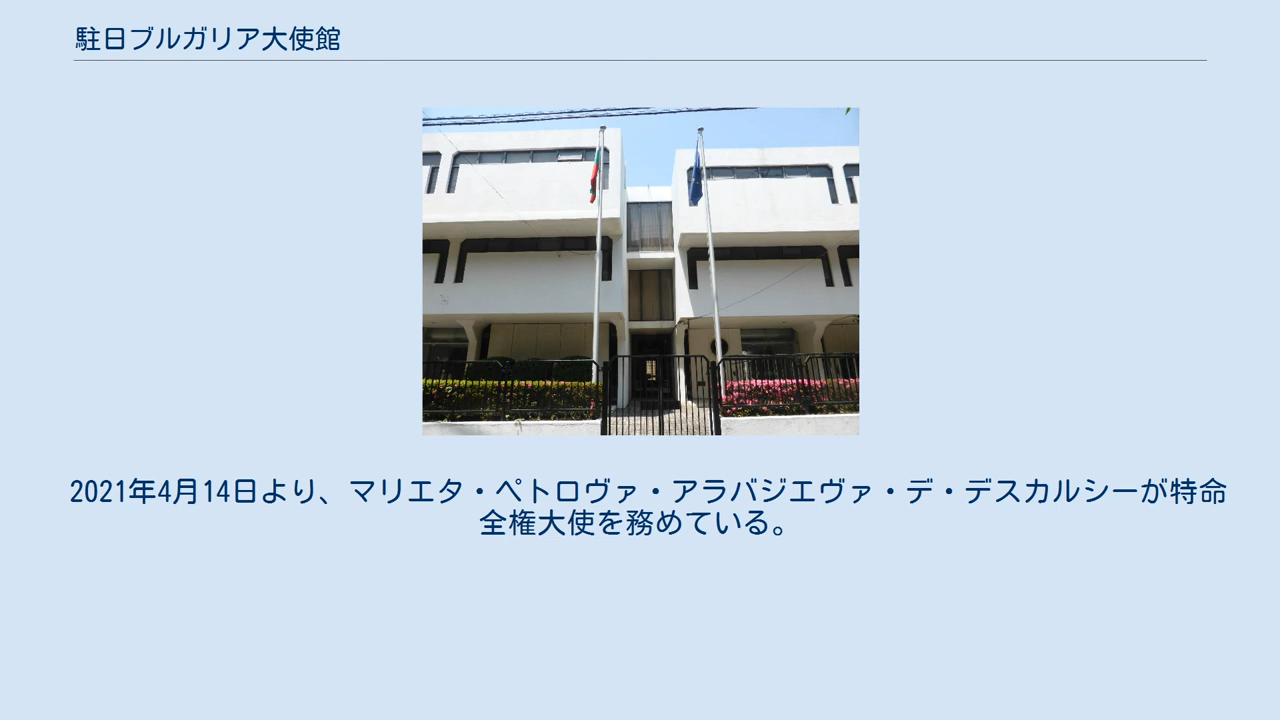 駐日ブルガリア大使館
2021年4月14日より、マリエタ・ペトロヴァ・アラバジエヴァ・デ・デスカルシーが特命
全権大使を務めている。